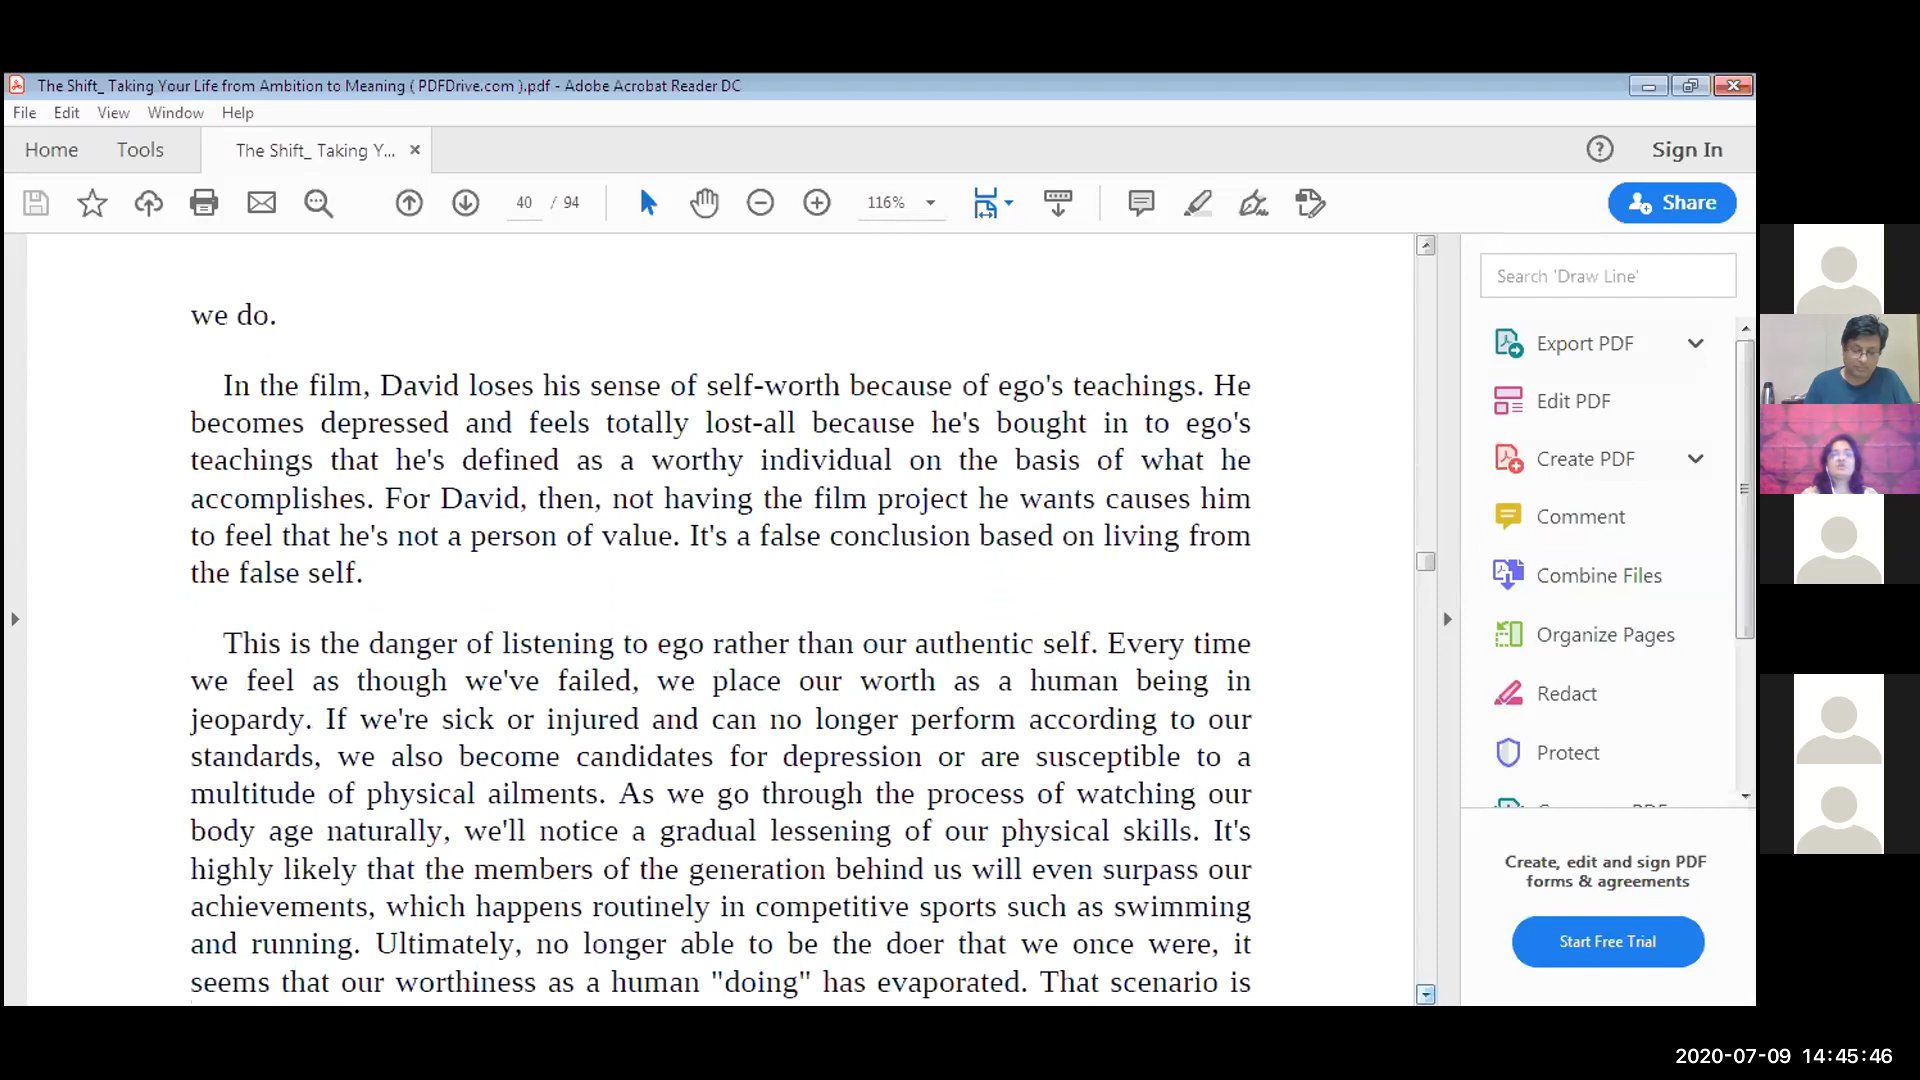 The Shift_ Taking Your Life from Ambition to Meaning ( PDFDrive.com ).pdf - Adobe Acrobat Reader DC
File Edit View Window Help
Home Tools The Shift_ Taking Y... Sign In
40 / 94 116% Share
we do.
In the film, David loses his sense of self-worth because of ego's teachings. He
becomes depressed and feels totally lost-all because he's bought in to ego's
teachings that he's defined as a worthy individual on the basis of what he
accomplishes. For David, then, not having the film project he wants causes him
to feel that he's not a person of value. It's a false conclusion based on living from
the false self.
This is the danger of listening to ego rather than our authentic self. Every time
we feel as though we've failed, we place our worth as a human being in
jeopardy. If we're sick or injured and can no longer perform according to our
standards, we also become candidates for depression or are susceptible to a
multitude of physical ailments. As we go through the process of watching our
body age naturally, we'll notice a gradual lessening of our physical skills. It's
highly likely that the members of the generation behind us will even surpass our
achievements, which happens routinely in competitive sports such as swimming
and running. Ultimately, no longer able to be the doer that we once were, it
seems that our worthiness as a human "doing" has evaporated. That scenario is
Search 'Draw Line'
Export PDF
Edit PDF
Create PDF
Comment
Combine Files
Organize Pages
Redact
Protect
Create, edit and sign PDF
forms & agreements
Start Free Trial
2020-07-09 14:45:46